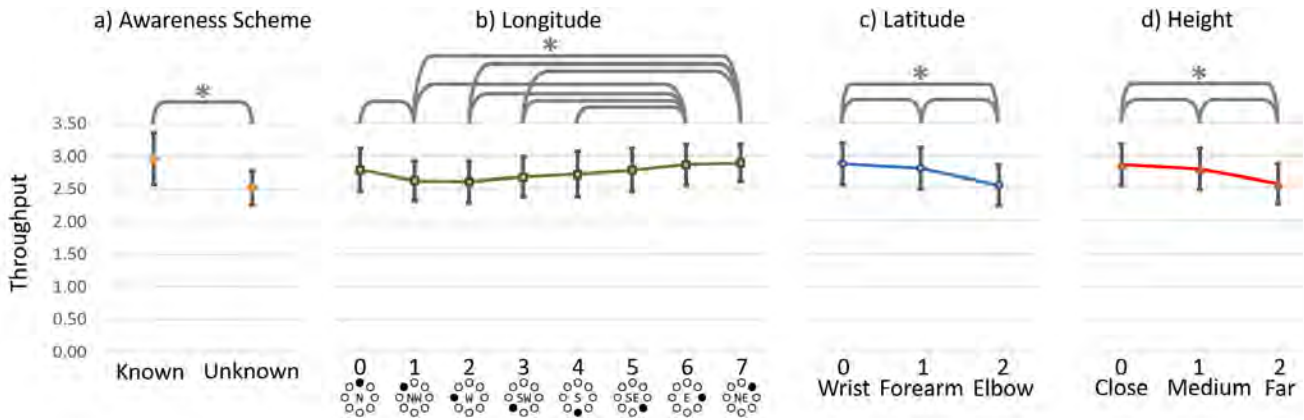 a) Awareness Scheme b) Longitude c) Latitude d) Height
* * * *
3.50
3.00
2.50
2.00
1.50
1.00
0.50
0.00
Throughput
Known Unknown
0 1 2 3 4 5 6 7
N NW W SW S SE E NE
0 1 2
Wrist Forearm Elbow
0 1 2
Close Medium Far